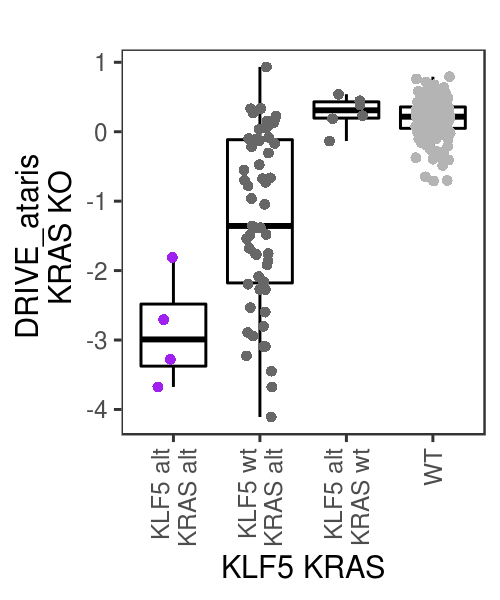 DRIVE_ataris
KRAS KO
1
0
-1
-2
-3
-4
KLF5 alt
KRAS alt
KLF5 wt
KRAS alt
KLF5 alt
KRAS wt
WT
KLF5 KRAS